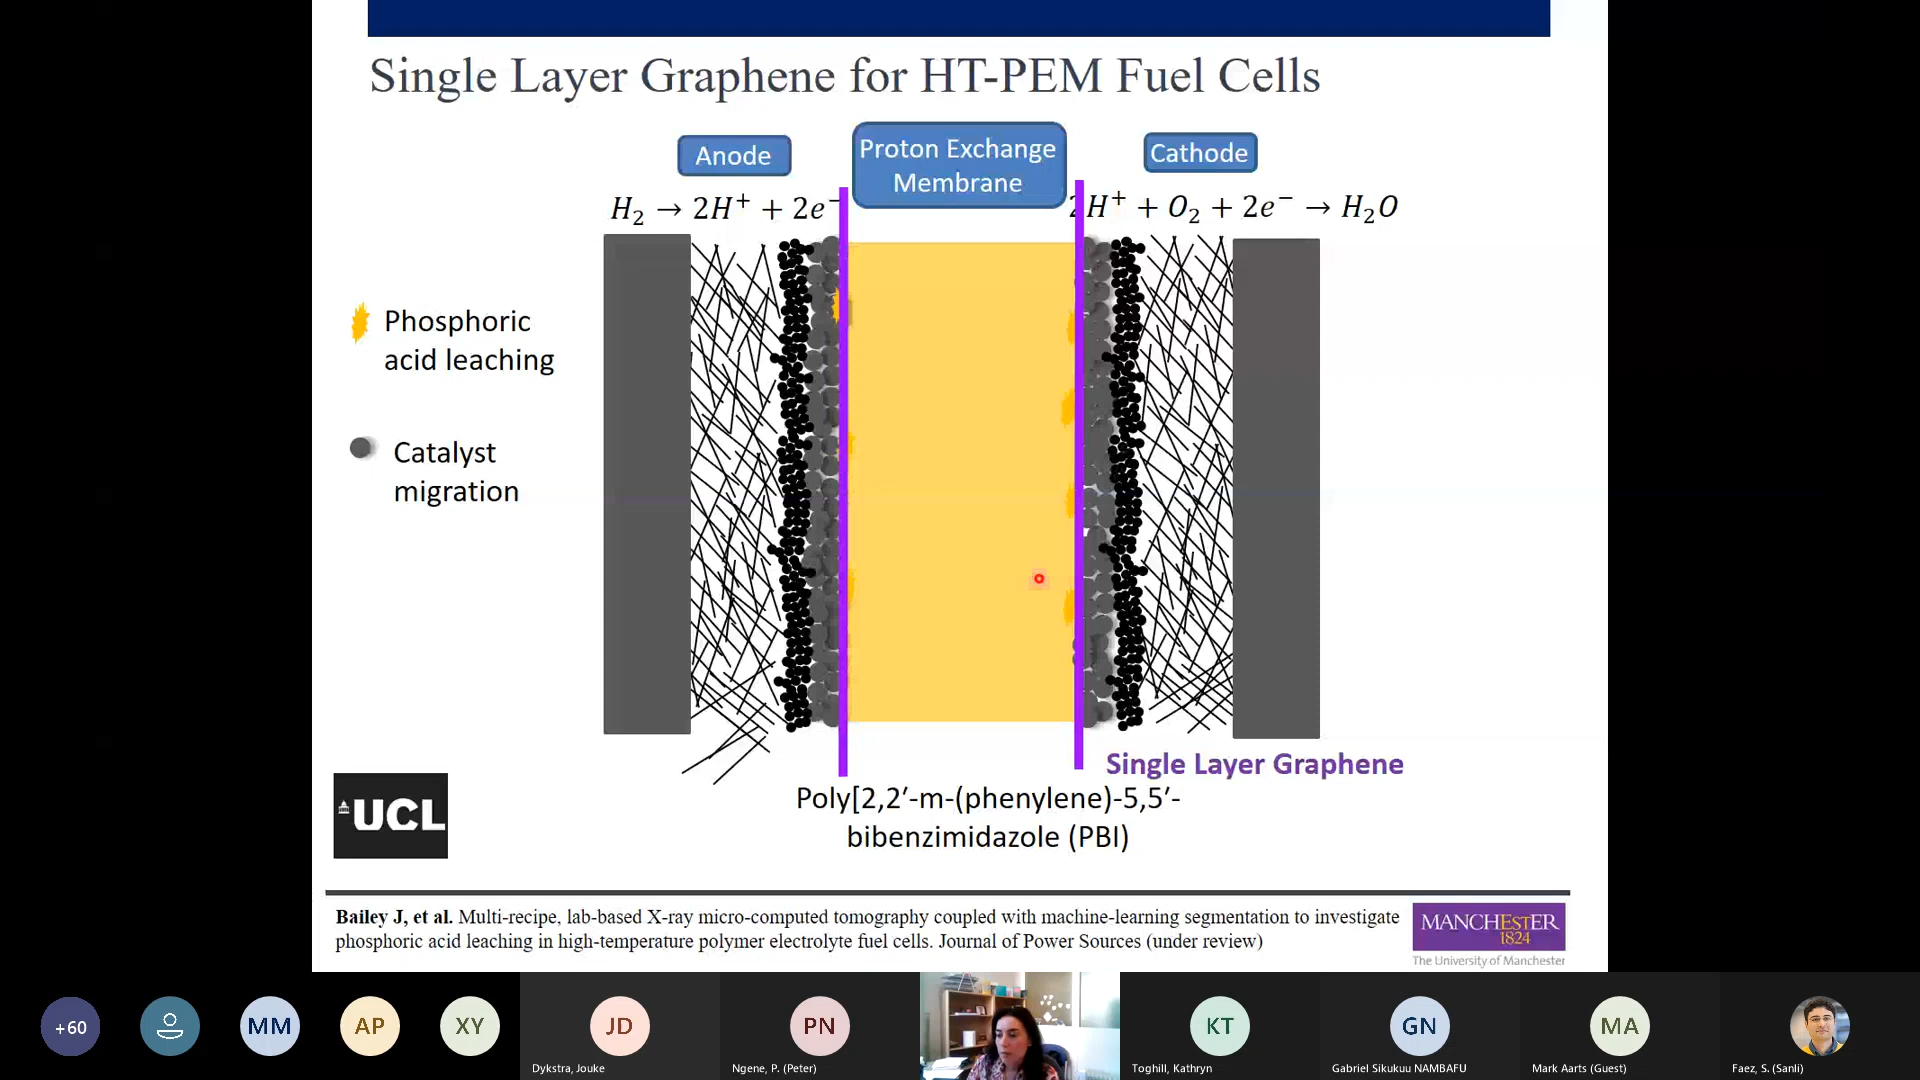 Single Layer Graphene for HT-PEM Fuel Cells
Anode
Proton Exchange
Membrane
Cathode
H₂ → 2H⁺ + 2e⁻
2H⁺ + O₂ + 2e⁻ → H₂O
Phosphoric
acid leaching
Catalyst
migration
Single Layer Graphene
Poly[2,2′-m-(phenylene)-5,5′-
bibenzimidazole (PBI)
UCL
Bailey J, et al. Multi-recipe, lab-based X-ray micro-computed tomography coupled with machine-learning segmentation to investigate
phosphoric acid leaching in high-temperature polymer electrolyte fuel cells. Journal of Power Sources (under review)
MANCHESTER
1824
The University of Manchester
+60
MM
AP
XY
JD
Dykstra, Jouke
PN
Ngene, P. (Peter)
KT
Toghill, Kathryn
GN
Gabriel Sikukuu NAMBAFU
MA
Mark Aarts (Guest)
Faez, S. (Sanli)